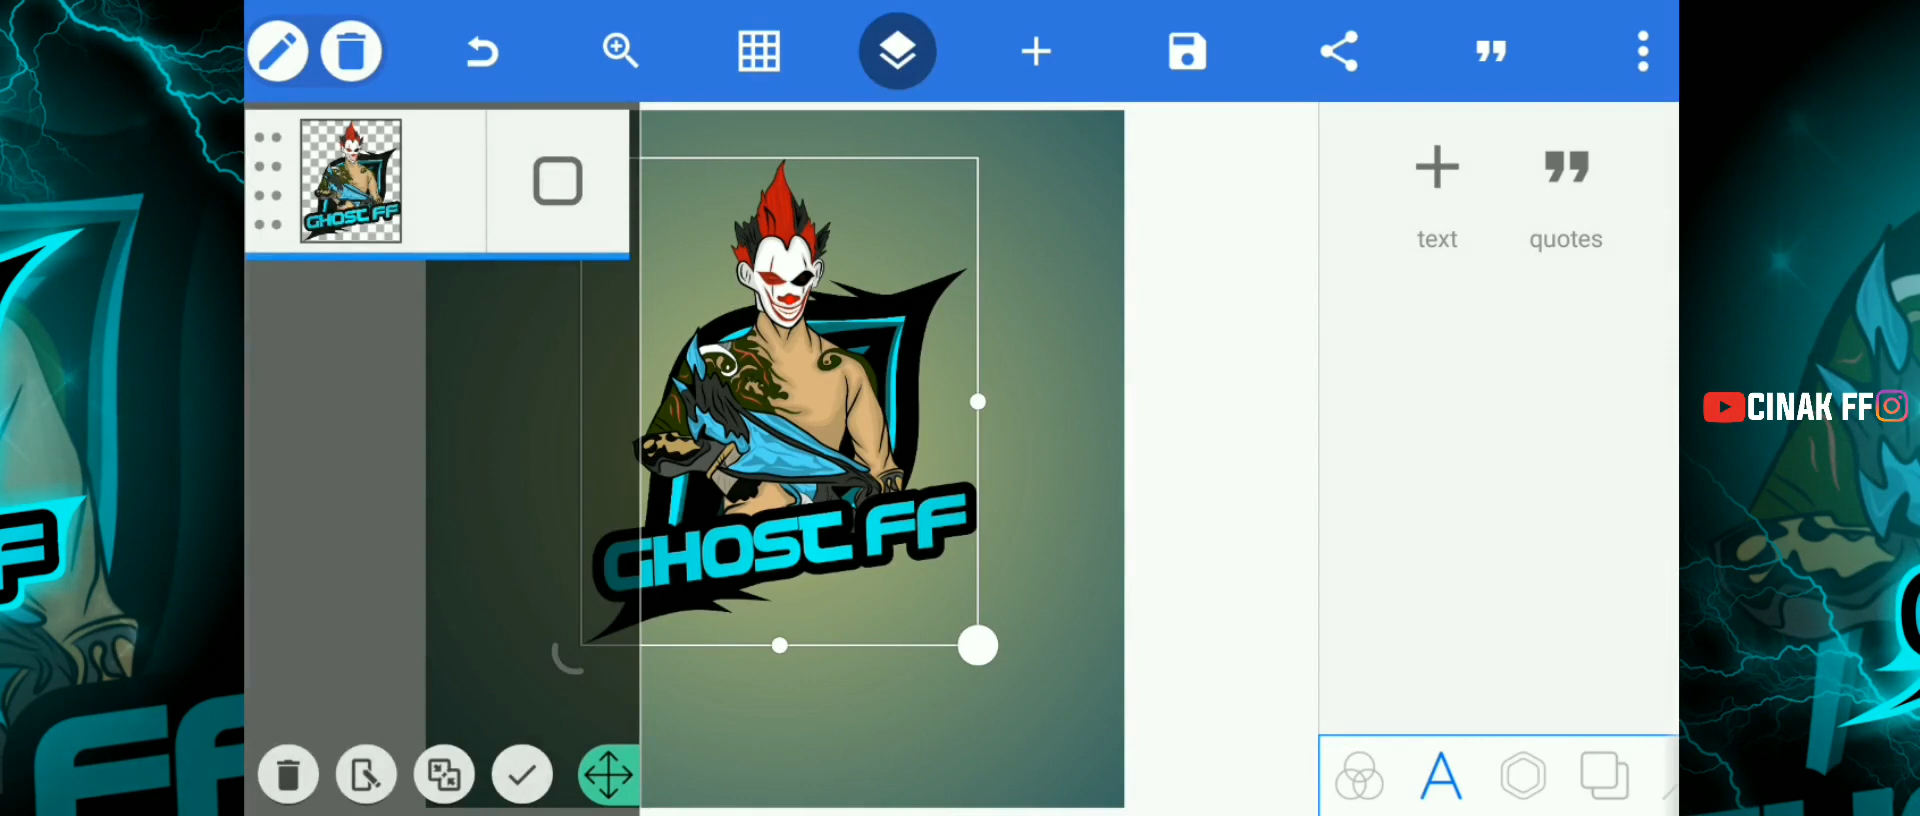 GHOST FF
text
quotes
GHOST FF
CINAK FF
F